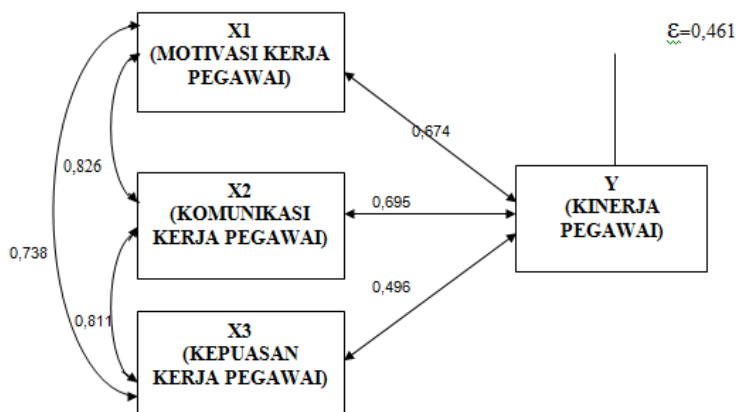 X1
(MOTIVASI KERJA
PEGAWAI)
ε=0,461
0,674
0,826
X2
(KOMUNIKASI
KERJA PEGAWAI)
0,695
Y
(KINERJA
PEGAWAI)
0,738
0,496
0,811
X3
(KEPUASAN
KERJA PEGAWAI)